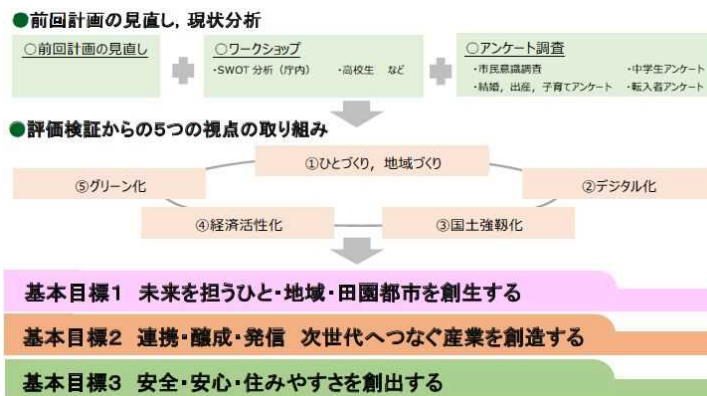 ●前回計画の見直し，現状分析
○前回計画の見直し
○ワークショップ
・SWOT 分析（庁内）　・高校生　など
○アンケート調査
・市民意識調査　・中学生アンケート
・結婚，出産，子育てアンケート　・転入者アンケート
●評価検証からの５つの視点の取り組み
①ひとづくり，地域づくり
⑤グリーン化
②デジタル化
④経済活性化
③国土強靱化
基本目標１　未来を担うひと・地域・田園都市を創生する
基本目標２　連携・醸成・発信　次世代へつなぐ産業を創造する
基本目標３　安全・安心・住みやすさを創出する